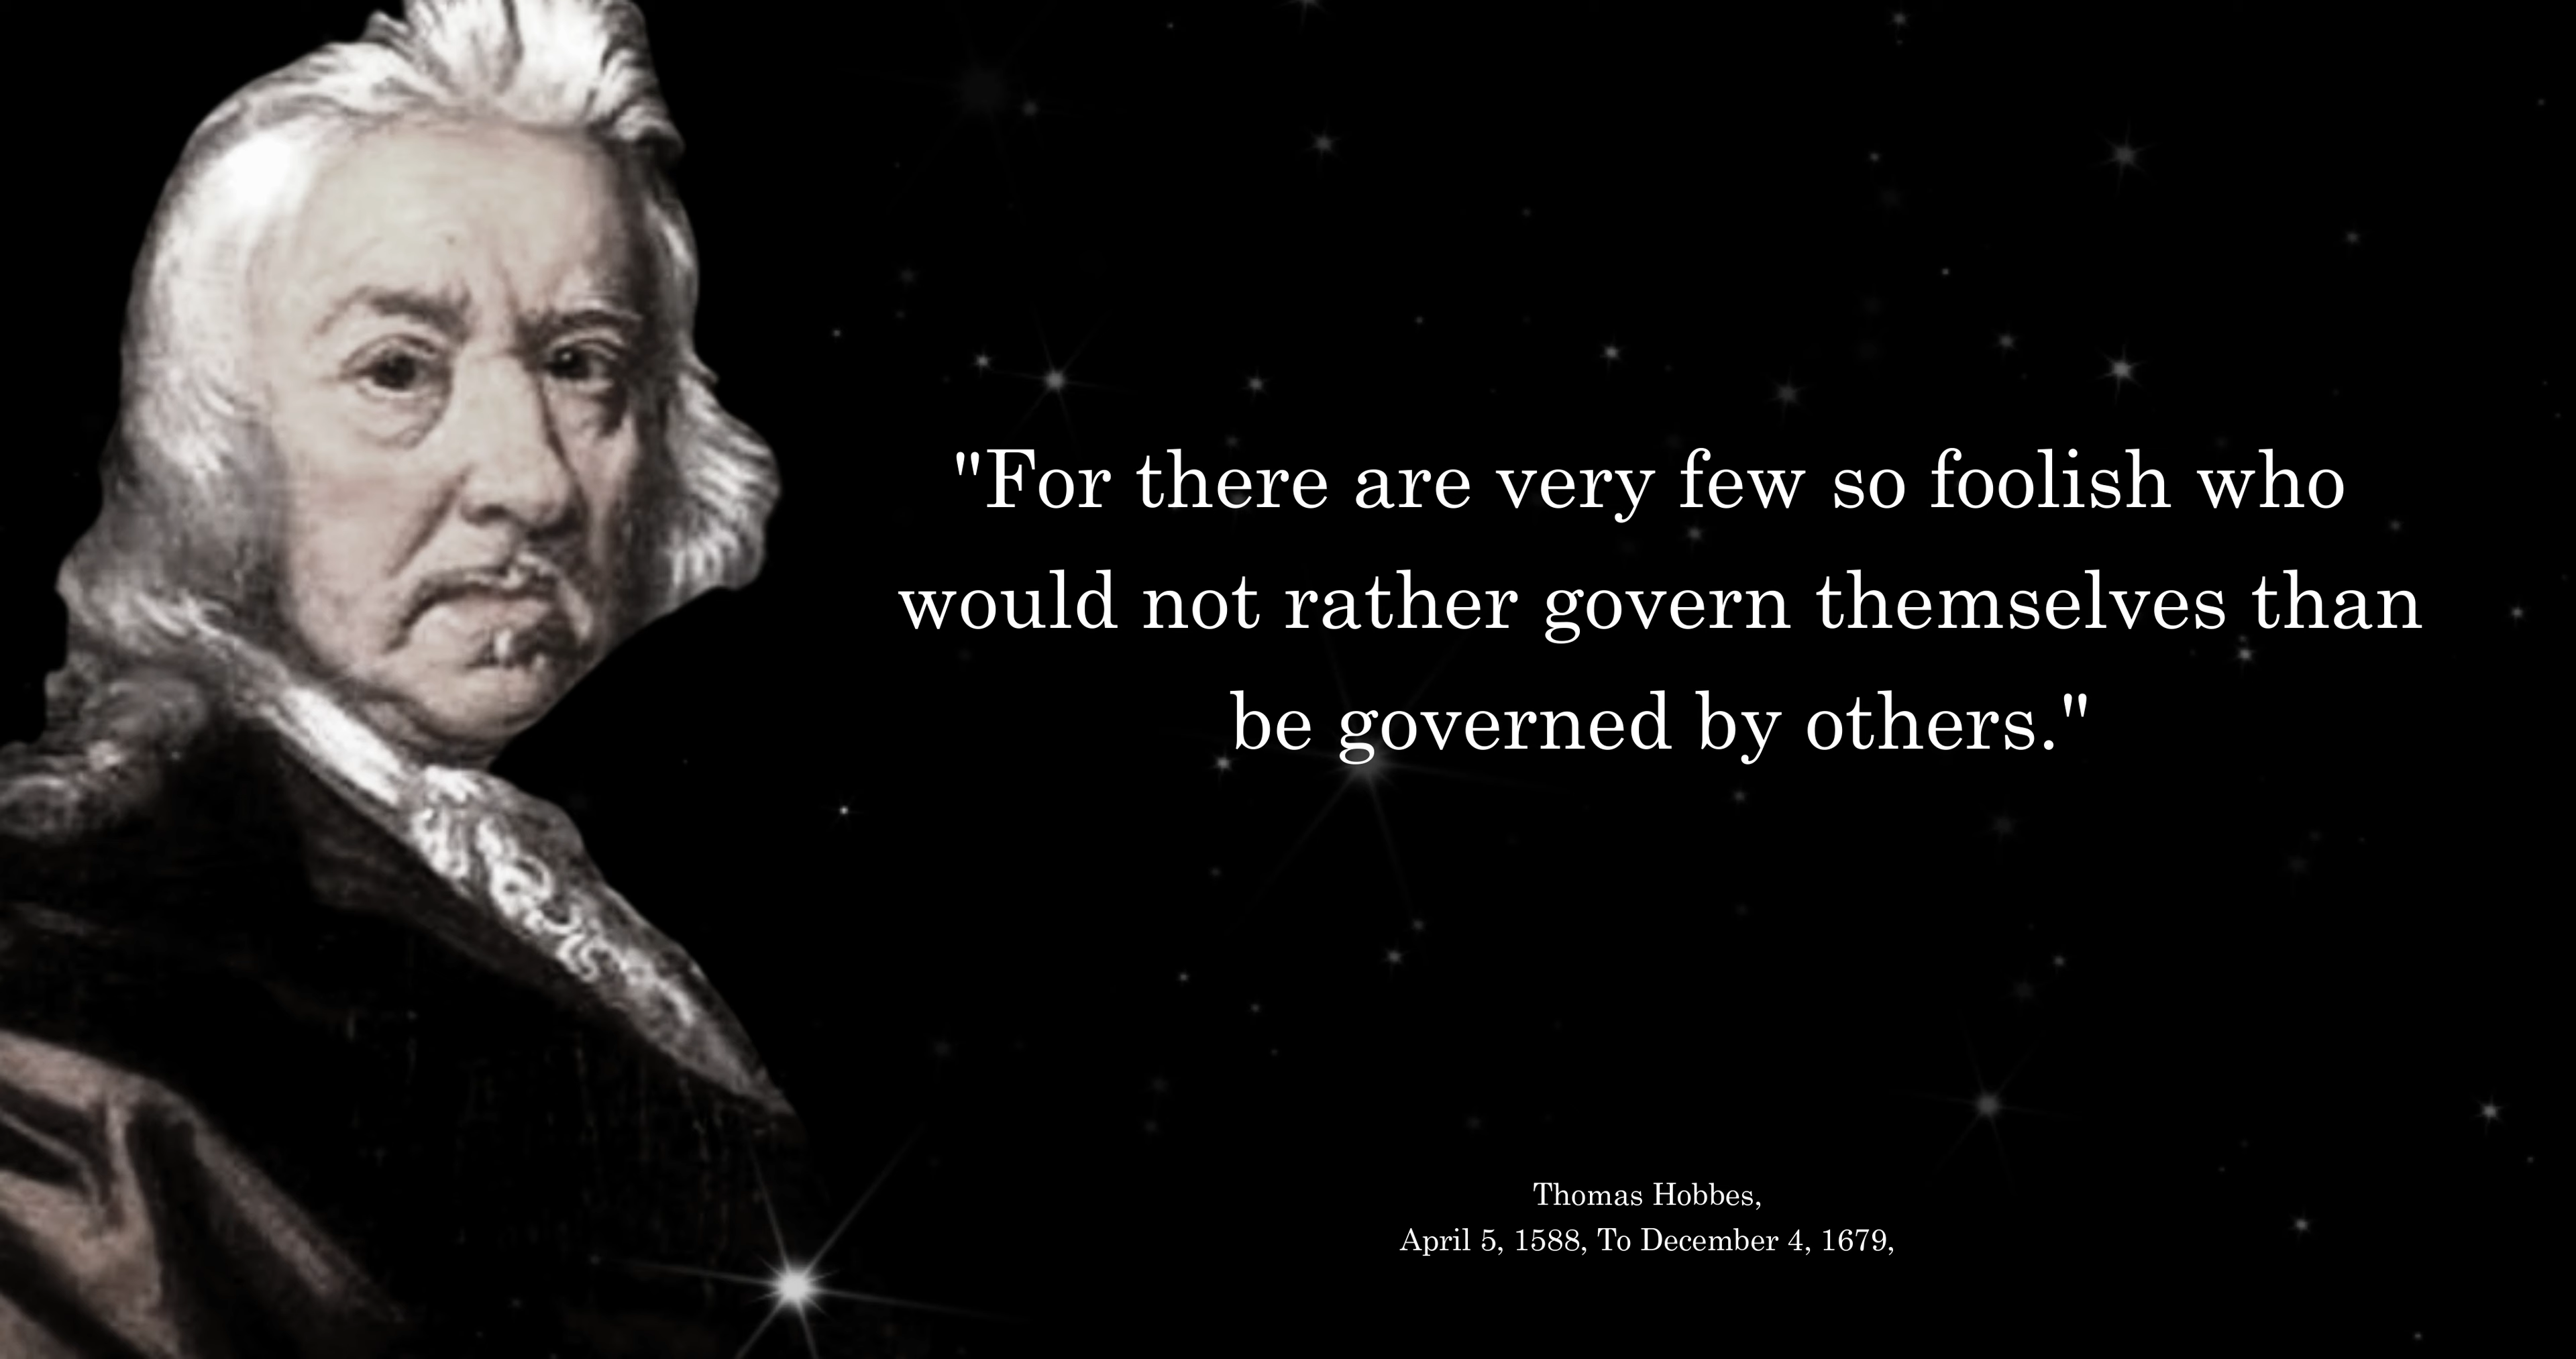 "For there are very few so foolish who
would not rather govern themselves than
be governed by others."
Thomas Hobbes,
April 5, 1588, To December 4, 1679,